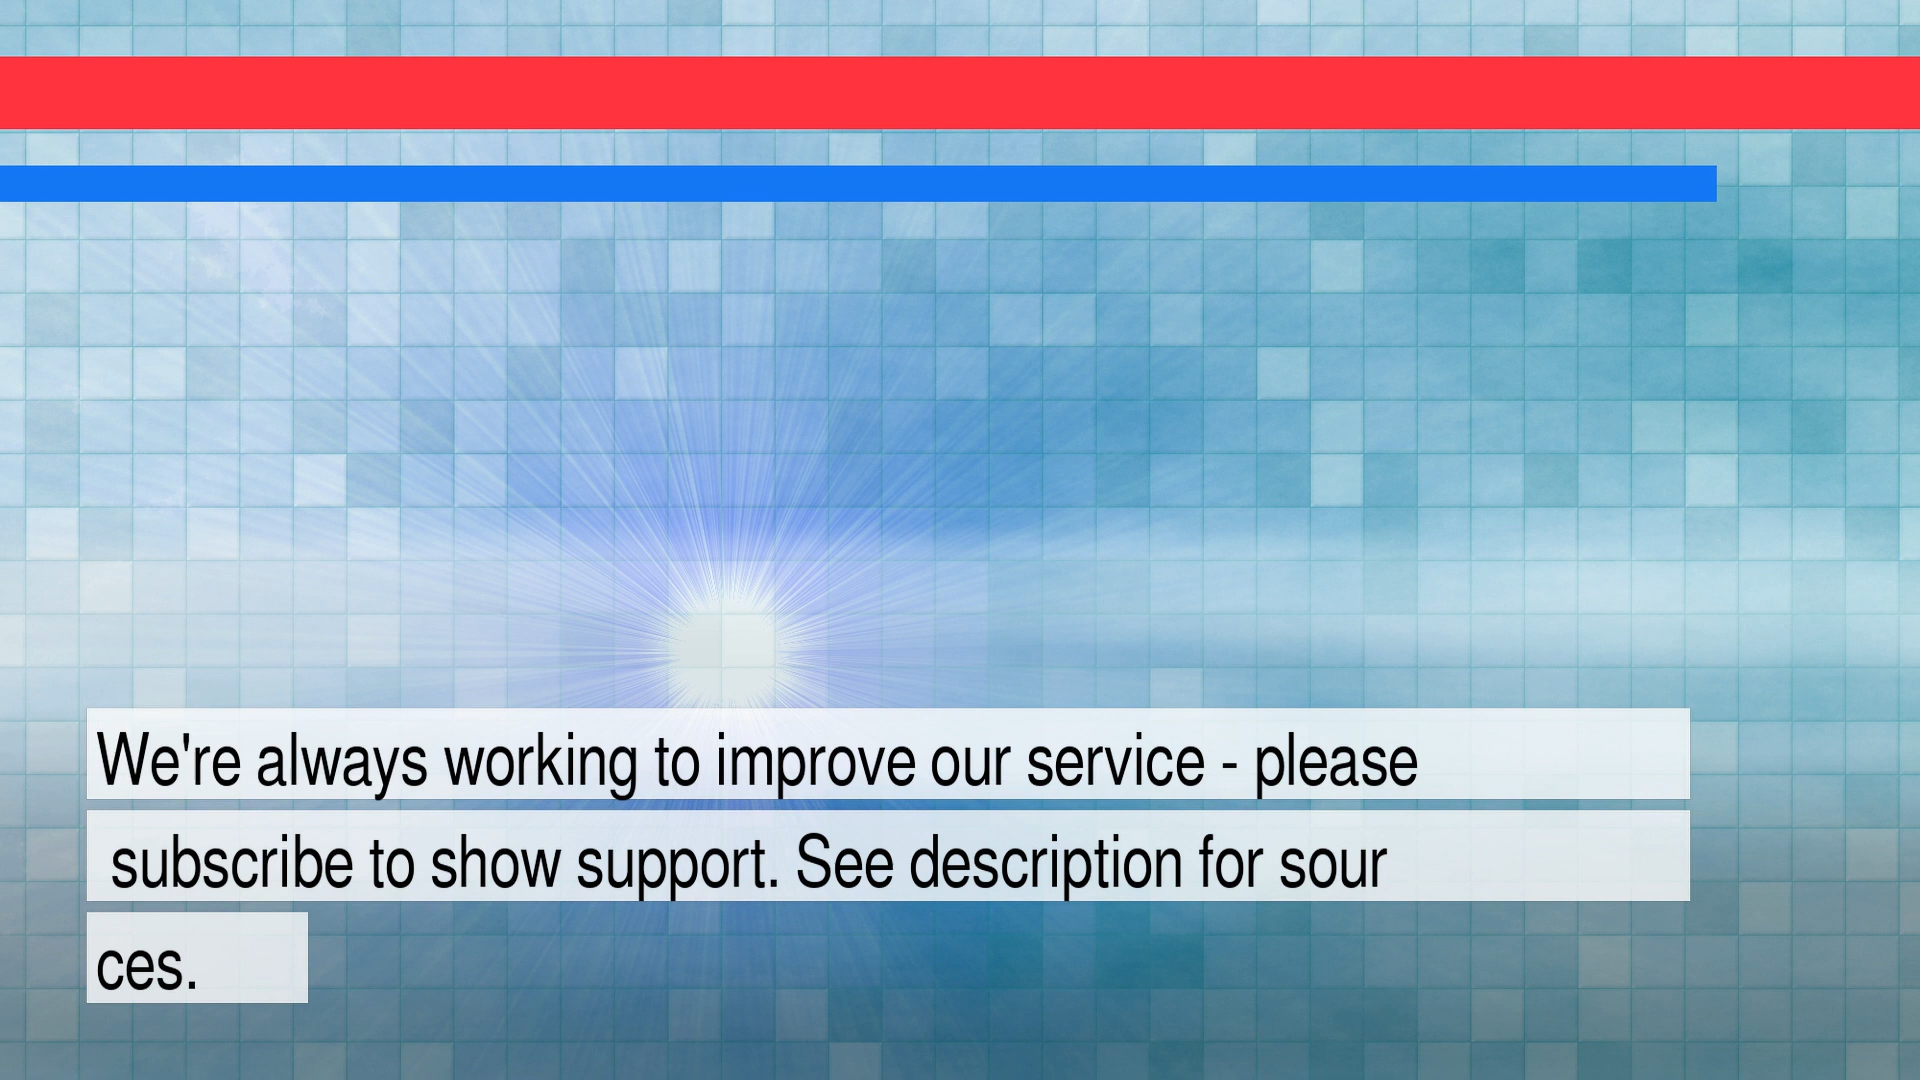 We're always working to improve our service - please
subscribe to show support. See description for sour
ces.